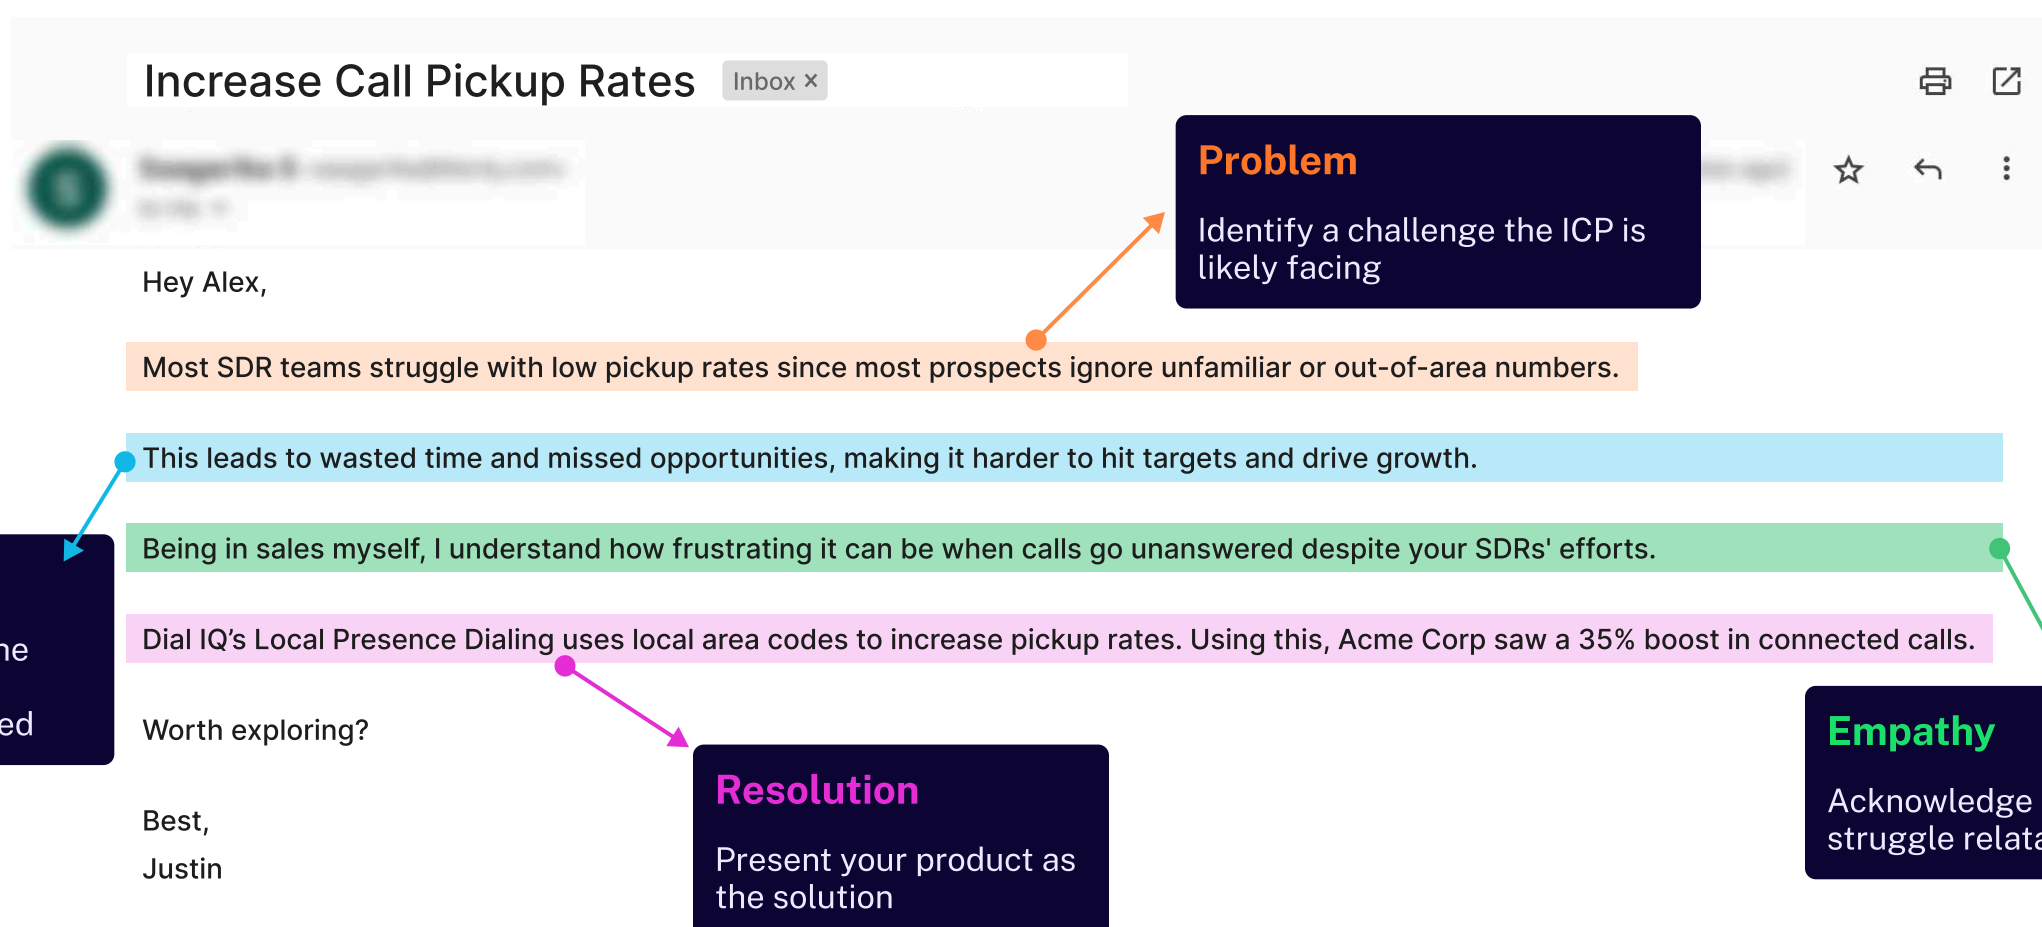 Increase Call Pickup Rates Inbox ×
Problem
Identify a challenge the ICP is
likely facing
Hey Alex,
Most SDR teams struggle with low pickup rates since most prospects ignore unfamiliar or out-of-area numbers.
This leads to wasted time and missed opportunities, making it harder to hit targets and drive growth.
Being in sales myself, I understand how frustrating it can be when calls go unanswered despite your SDRs' efforts.
Dial IQ’s Local Presence Dialing uses local area codes to increase pickup rates. Using this, Acme Corp saw a 35% boost in connected calls.
Worth exploring?
Best,
Justin
Resolution
Present your product as
the solution
Empathy
Acknowledge
struggle